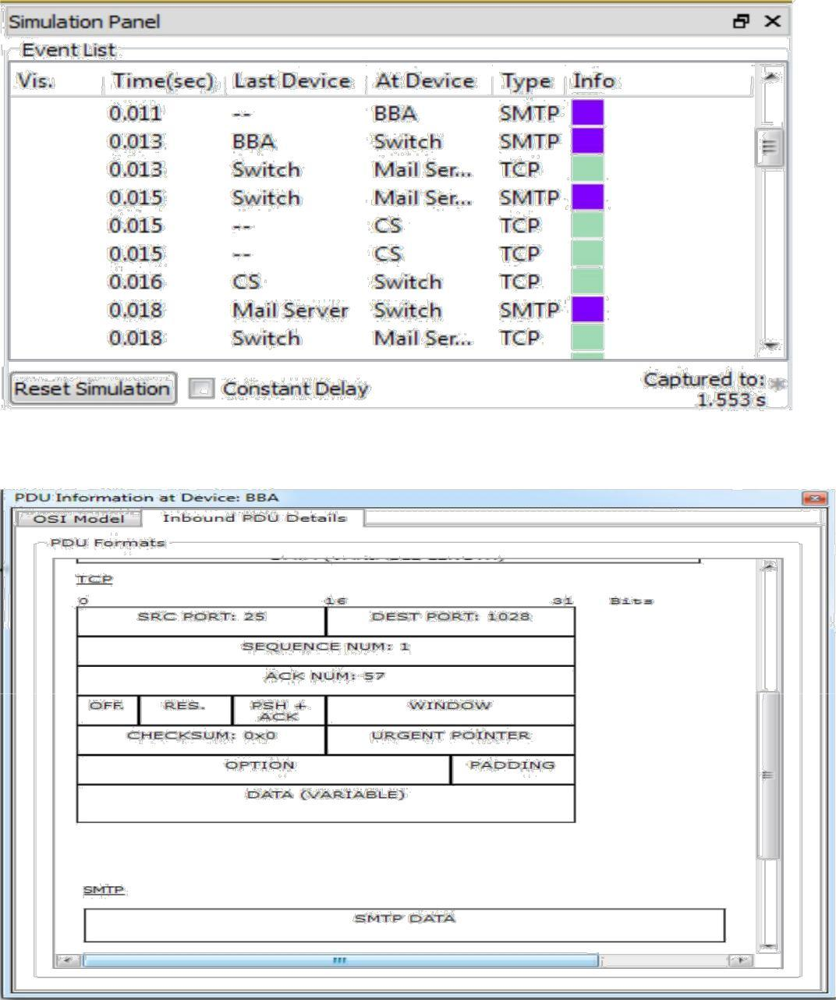 Simulation Panel
Event List
Vis. Time(sec) Last Device At Device Type Info
0.011 -- BBA SMTP
0.013 BBA Switch SMTP
0.013 Switch Mail Ser... TCP
0.015 Switch Mail Ser... SMTP
0.015 -- CS TCP
0.015 -- CS TCP
0.016 CS Switch TCP
0.018 Mail Server Switch SMTP
0.018 Switch Mail Ser... TCP
Reset Simulation Constant Delay Captured to: *
1.553 s
PDU Information at Device: BBA
OSI Model Inbound PDU Details
PDU Formats
TCP
0 16 31 Bits
SRC PORT: 25 DEST PORT: 1028
SEQUENCE NUM: 1
ACK NUM: 57
OFF. RES. PSH + ACK WINDOW
CHECKSUM: 0x0 URGENT POINTER
OPTION PADDING
DATA (VARIABLE)
SMTP
SMTP DATA